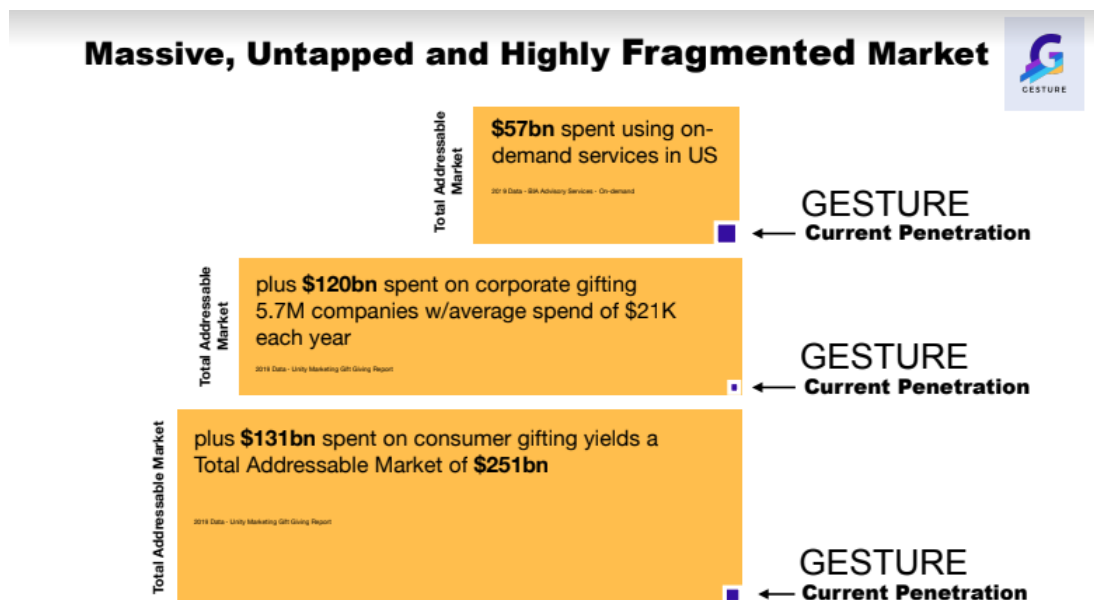 Massive, Untapped and Highly Fragmented Market
GESTURE
Total Addressable
Market
$57bn spent using on-
demand services in US
2019 Data - BIA Advisory Services - On-demand
GESTURE
Current Penetration
Total Addressable
Market
plus $120bn spent on corporate gifting
5.7M companies w/average spend of $21K
each year
2018 Data - Unity Marketing Gift Giving Report
GESTURE
Current Penetration
Total Addressable Market
plus $131bn spent on consumer gifting yields a
Total Addressable Market of $251bn
2018 Data - Unity Marketing Gift Giving Report
GESTURE
Current Penetration